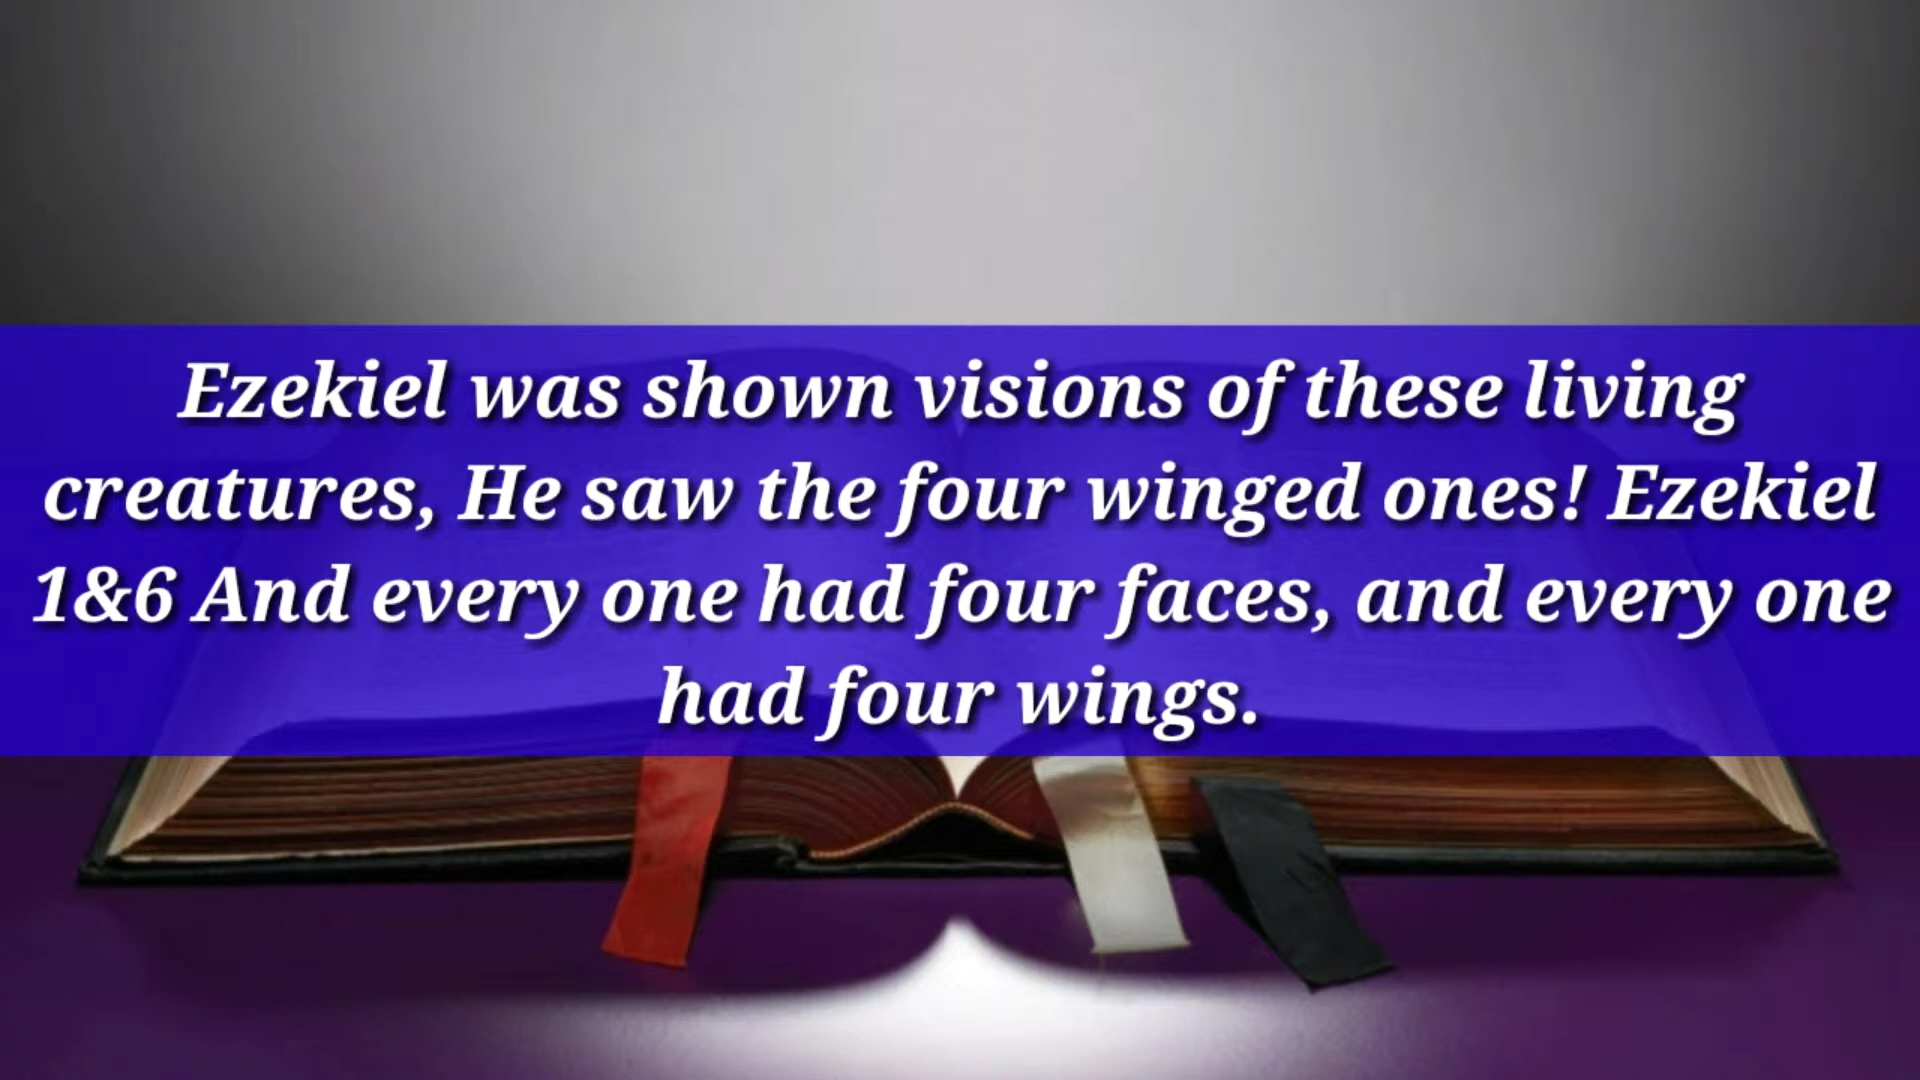 Ezekiel was shown visions of these living
creatures, He saw the four winged ones! Ezekiel
1&6 And every one had four faces, and every one
had four wings.